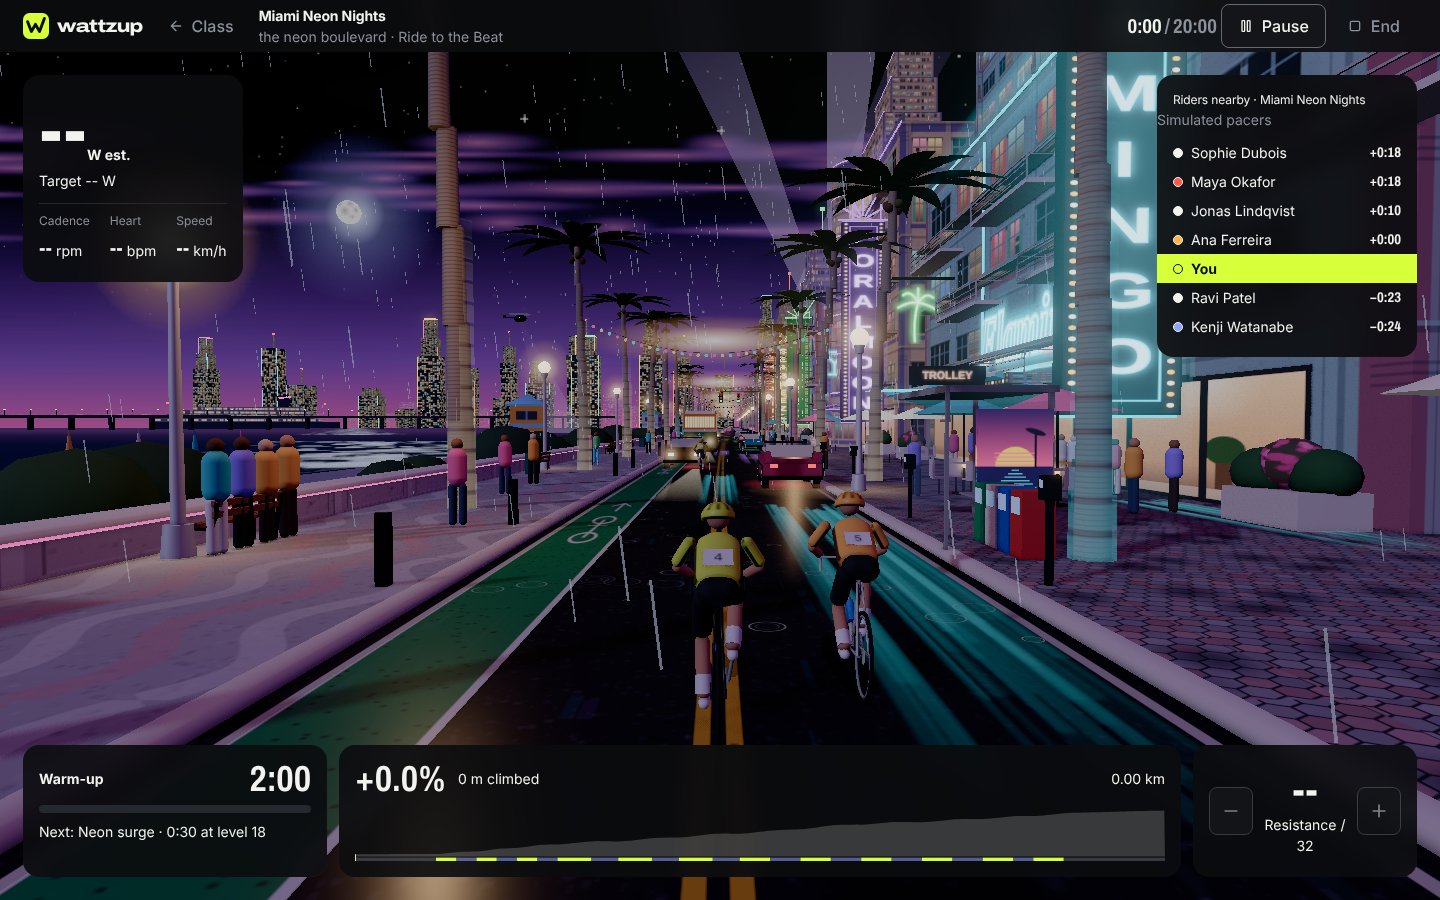 W wattzup
Class
Miami Neon Nights
the neon boulevard · Ride to the Beat
0:00 / 20:00
Pause
End
-- W est.
Target -- W
Cadence Heart Speed
-- rpm -- bpm -- km/h
Riders nearby · Miami Neon Nights
Simulated pacers
Sophie Dubois +0:18
Maya Okafor +0:18
Jonas Lindqvist +0:10
Ana Ferreira +0:00
You
Ravi Patel −0:23
Kenji Watanabe −0:24
MINGO
TROLLEY
4
5
Warm-up 2:00
Next: Neon surge · 0:30 at level 18
+0.0% 0 m climbed 0.00 km
--
Resistance /
32